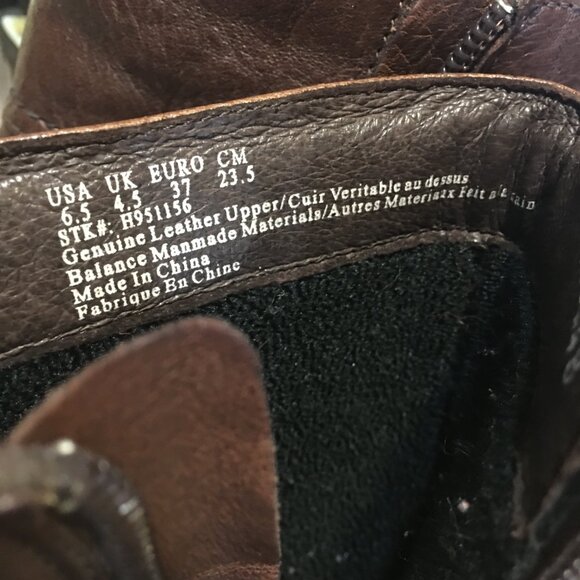 USA UK EURO CM
6.5 4.5 37 23.5
STK#: H951156
Genuine Leather Upper/Cuir Veritable au dessus
Balance Manmade Materials/Autres Materiaux Fait a la main
Made In China
Fabrique En Chine